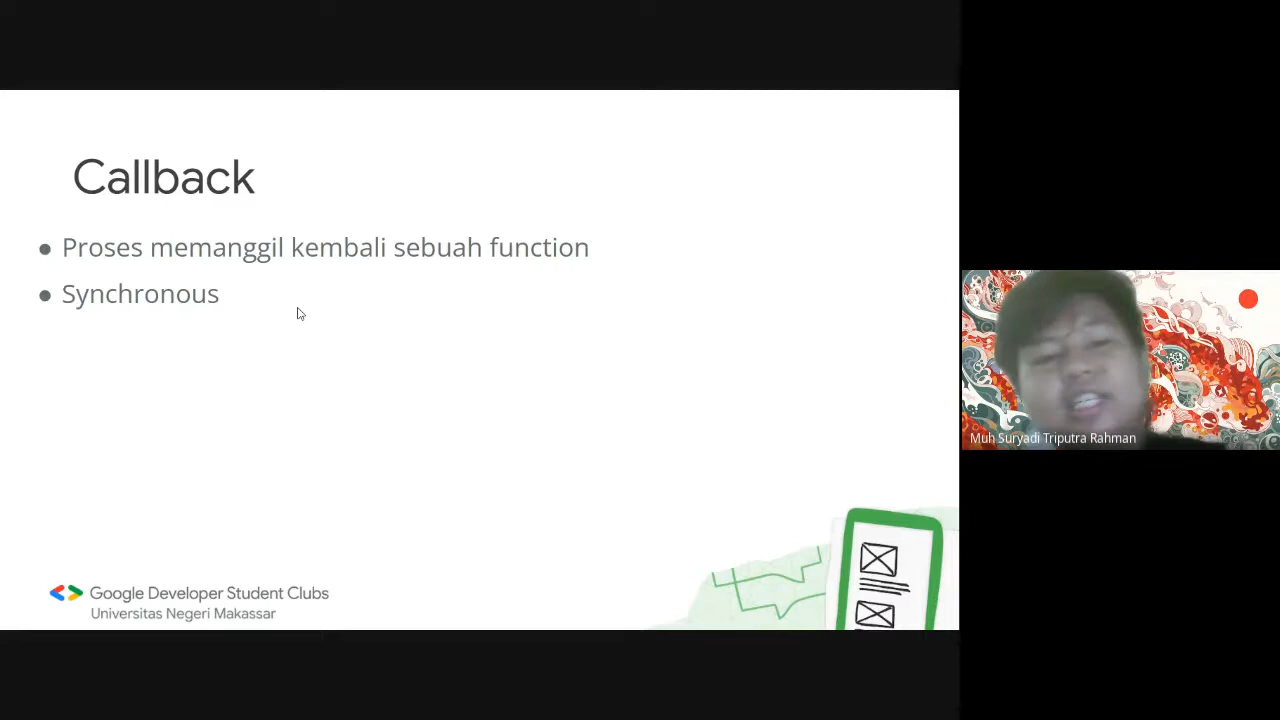 Callback
● Proses memanggil kembali sebuah function
● Synchronous
Google Developer Student Clubs
Universitas Negeri Makassar
Muh Suryadi Triputra Rahman